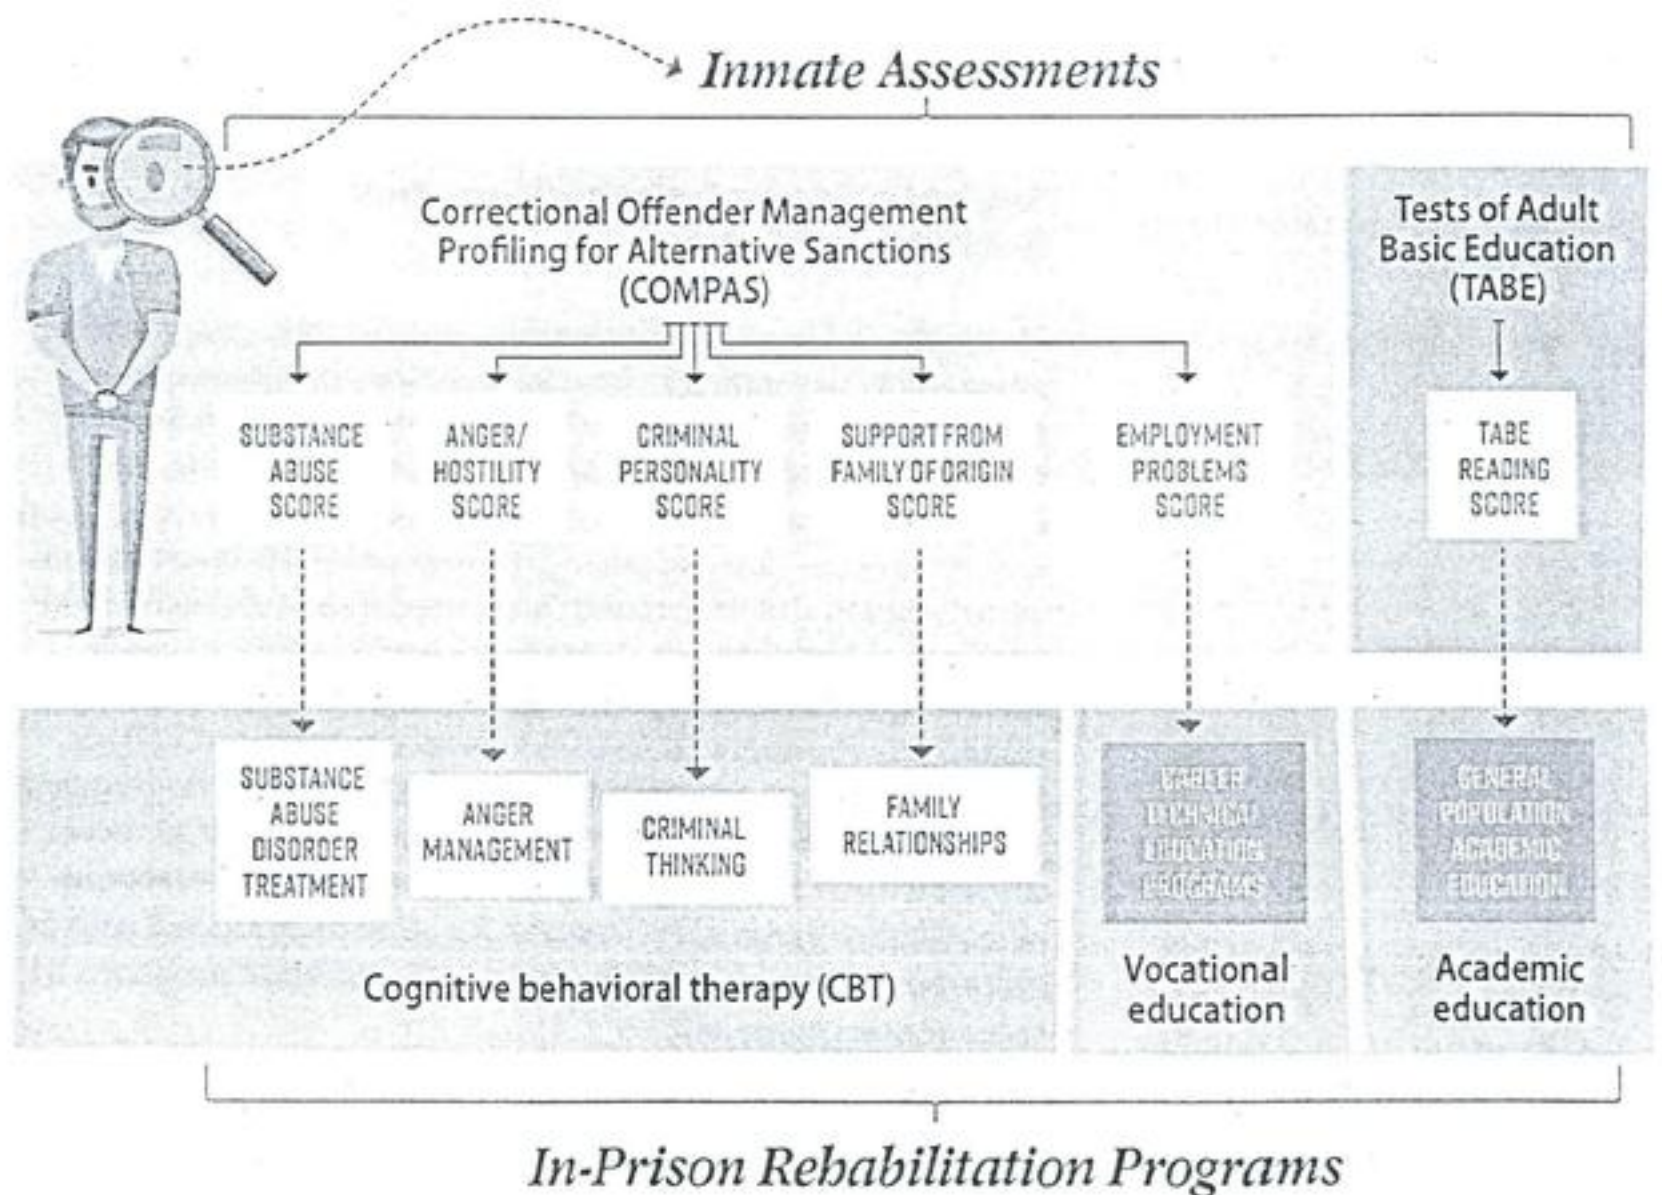 Inmate Assessments
Correctional Offender Management
Profiling for Alternative Sanctions
(COMPAS)
Tests of Adult
Basic Education
(TABE)
SUBSTANCE
ABUSE
SCORE
ANGER/
HOSTILITY
SCORE
CRIMINAL
PERSONALITY
SCORE
SUPPORT FROM
FAMILY OF ORIGIN
SCORE
EMPLOYMENT
PROBLEMS
SCORE
TABE
READING
SCORE
SUBSTANCE
ABUSE
DISORDER
TREATMENT
ANGER
MANAGEMENT
CRIMINAL
THINKING
FAMILY
RELATIONSHIPS
CAREER
TECHNICAL
EDUCATION
PROGRAMS
GENERAL
POPULATION
ACADEMIC
EDUCATION
Cognitive behavioral therapy (CBT)
Vocational
education
Academic
education
In-Prison Rehabilitation Programs